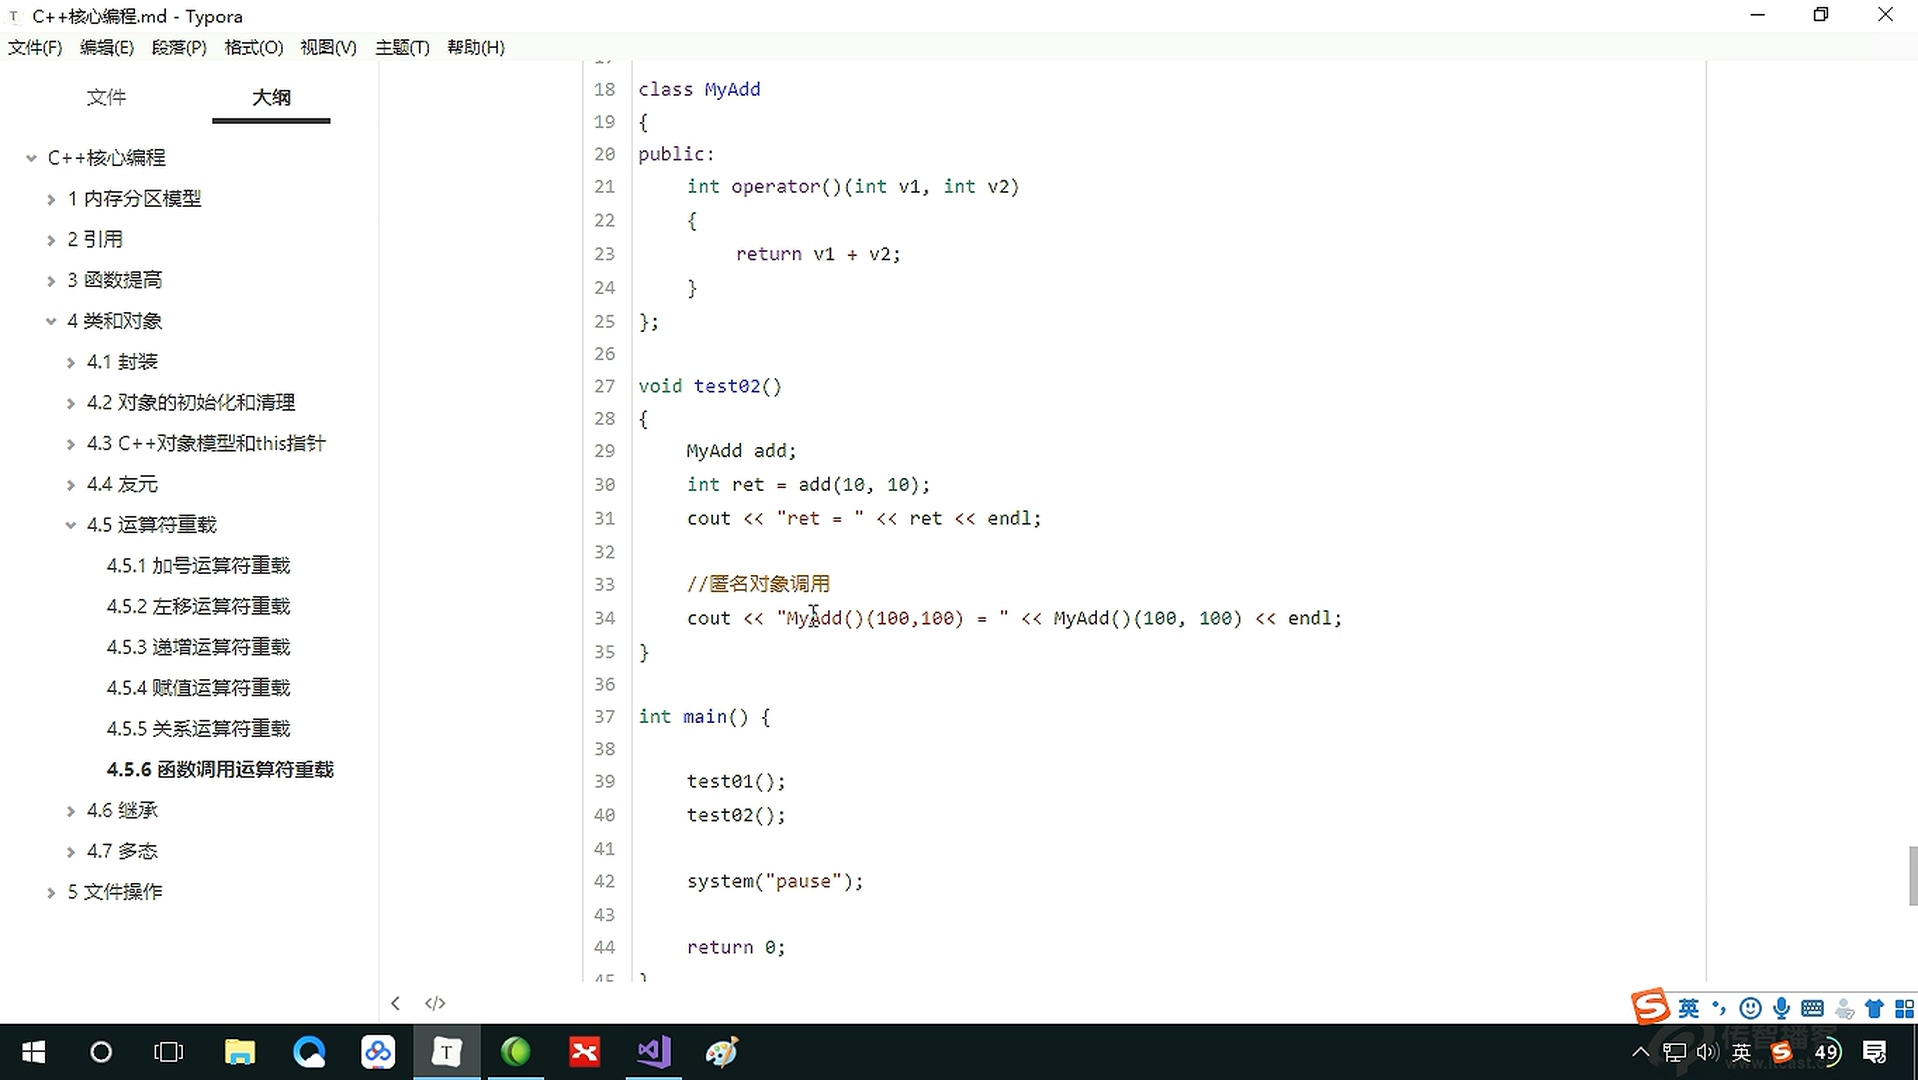 C++核心编程.md - Typora
文件(F) 编辑(E) 段落(P) 格式(O) 视图(V) 主题(T) 帮助(H)
文件 大纲
C++核心编程
1 内存分区模型
2 引用
3 函数提高
4 类和对象
4.1 封装
4.2 对象的初始化和清理
4.3 C++对象模型和this指针
4.4 友元
4.5 运算符重载
4.5.1 加号运算符重载
4.5.2 左移运算符重载
4.5.3 递增运算符重载
4.5.4 赋值运算符重载
4.5.5 关系运算符重载
4.5.6 函数调用运算符重载
4.6 继承
4.7 多态
5 文件操作
18 class MyAdd
19 {
20 public:
21 int operator()(int v1, int v2)
22 {
23 return v1 + v2;
24 }
25 };
26
27 void test02()
28 {
29 MyAdd add;
30 int ret = add(10, 10);
31 cout << "ret = " << ret << endl;
32
33 //匿名对象调用
34 cout << "MyAdd()(100,100) = " << MyAdd()(100, 100) << endl;
35 }
36
37 int main() {
38
39 test01();
40 test02();
41
42 system("pause");
43
44 return 0;
45 }
</>
英
英 49
传智播客
www.itcast.c